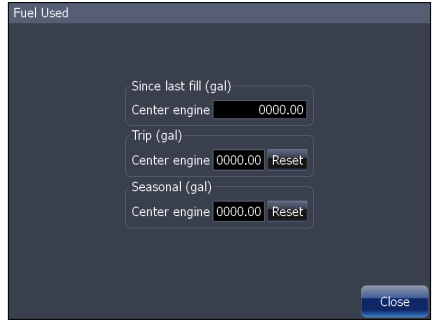 Fuel Used
Since last fill (gal)
Center engine 0000.00
Trip (gal)
Center engine 0000.00 Reset
Seasonal (gal)
Center engine 0000.00 Reset
Close